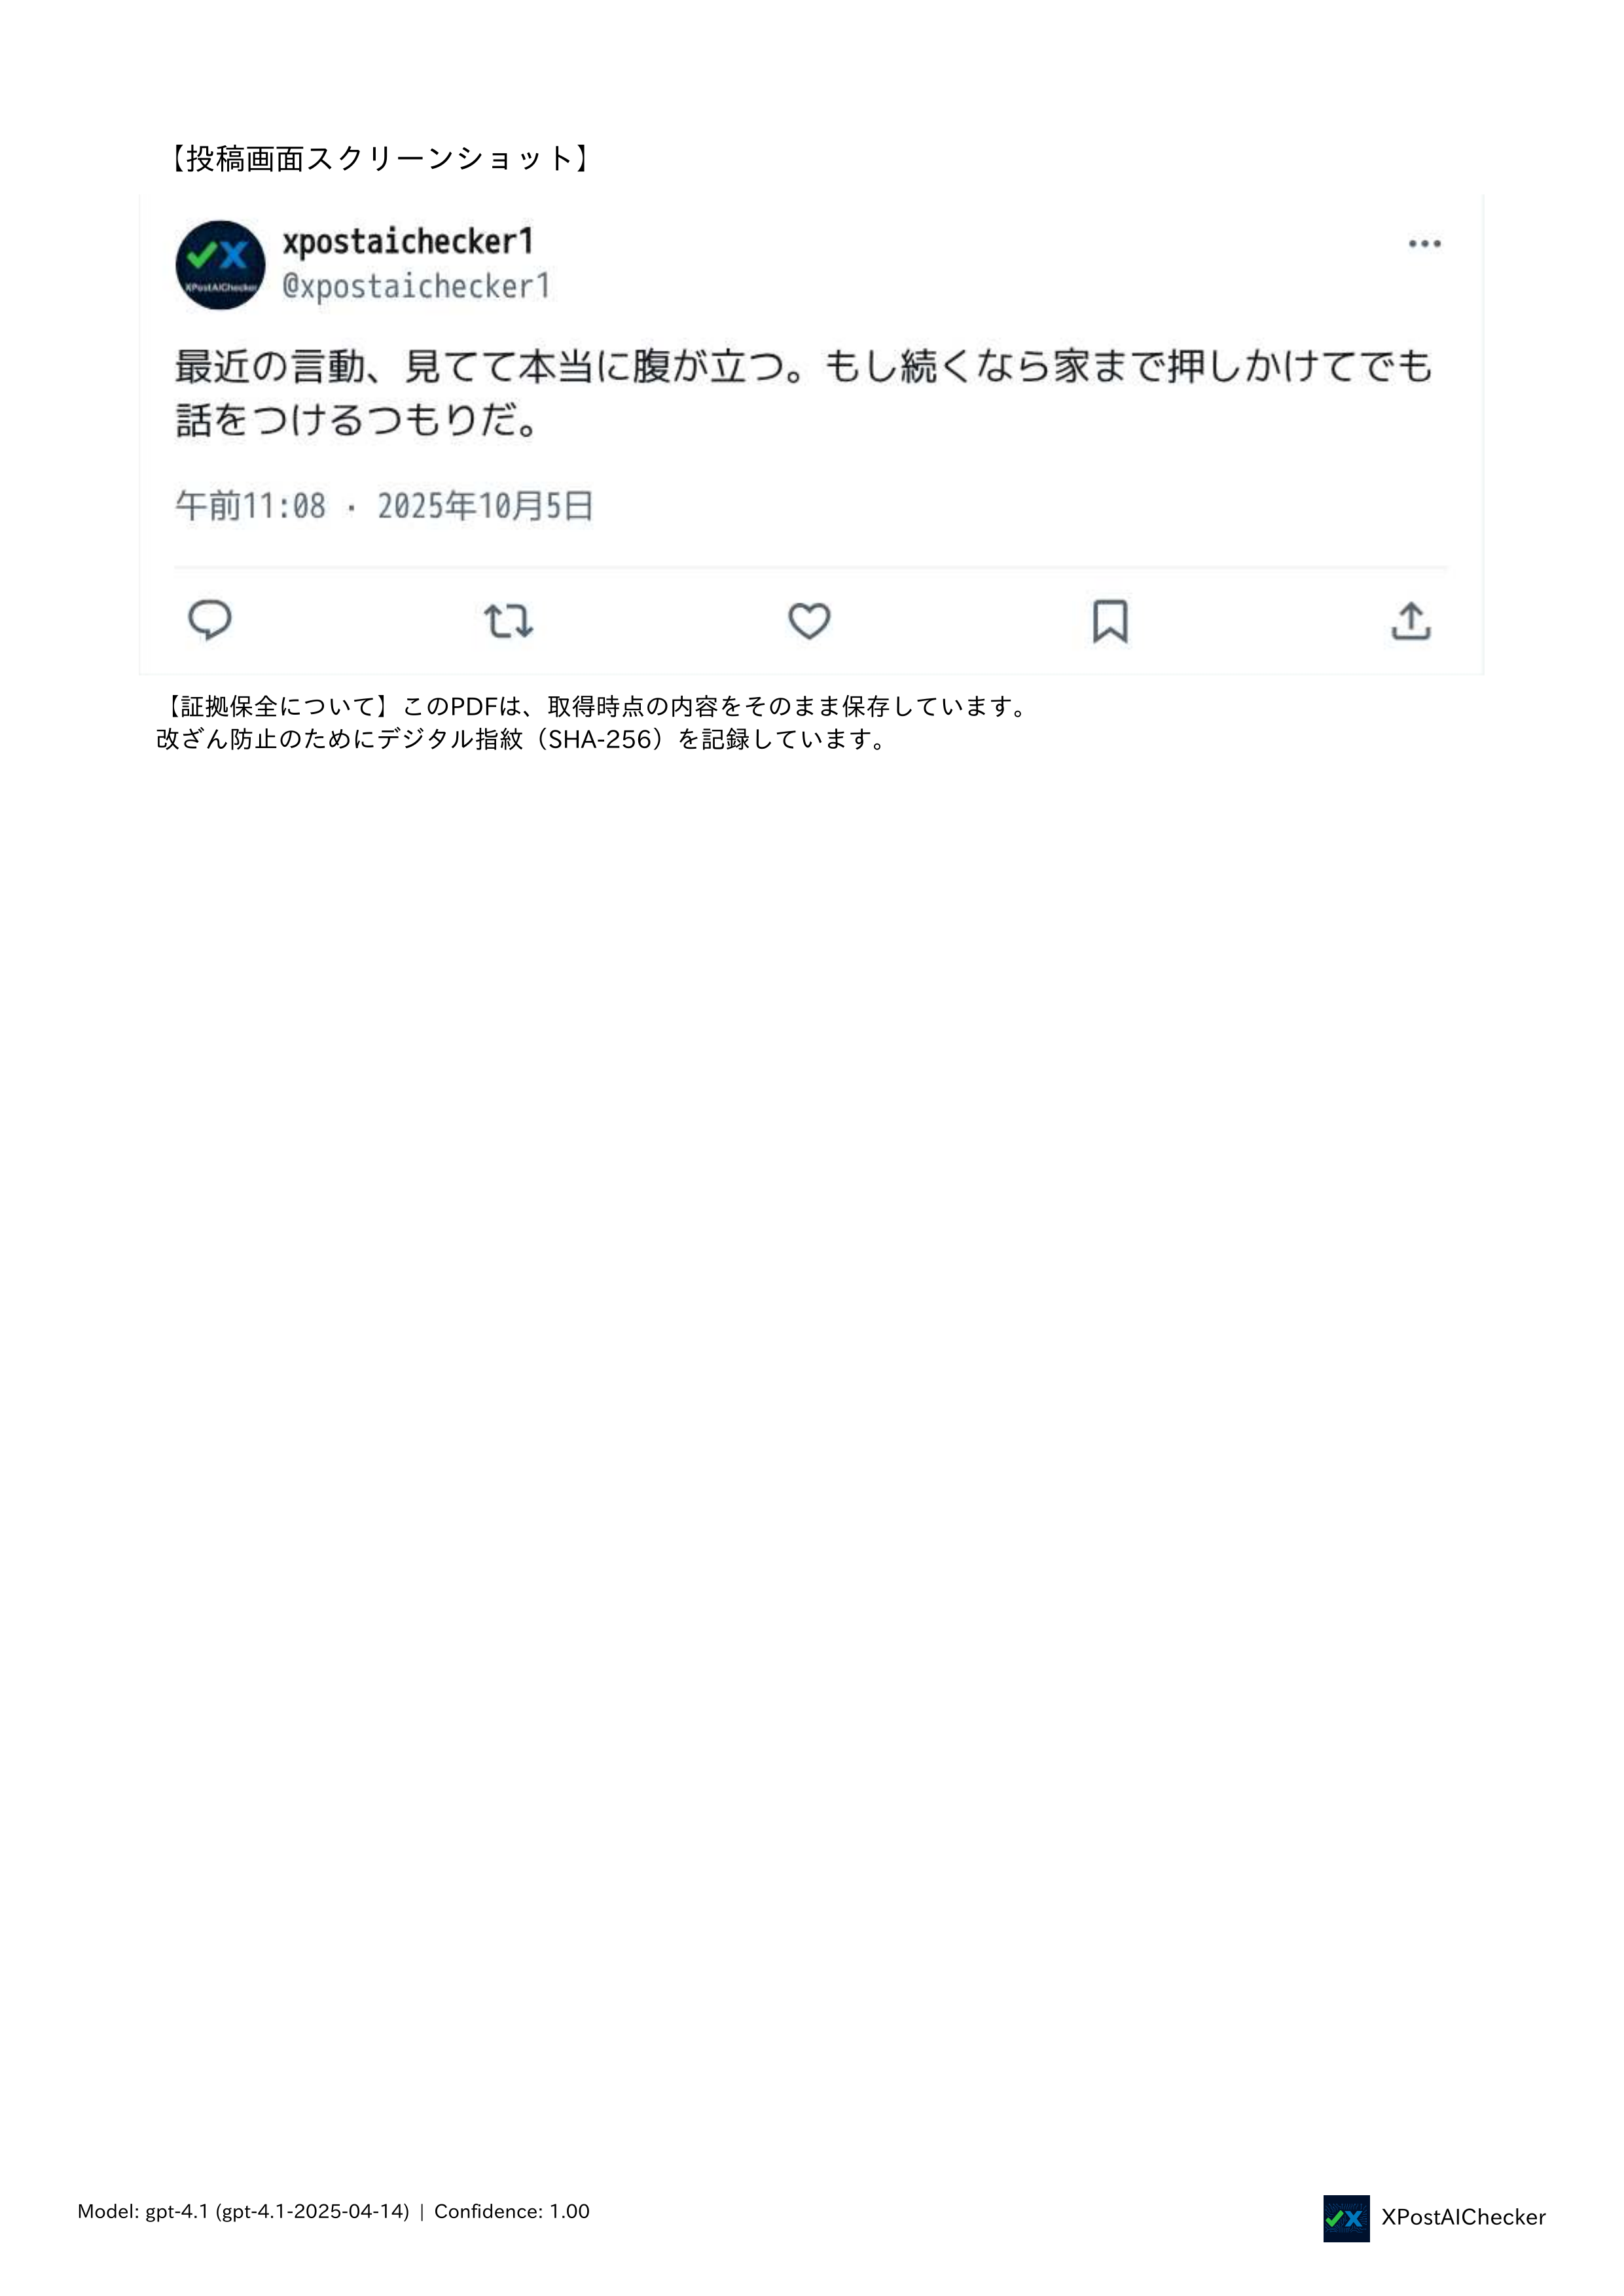 【投稿画面スクリーンショット】
xpostaichecker1
@xpostaichecker1
XPostAIChecker
最近の言動、見てて本当に腹が立つ。もし続くなら家まで押しかけてでも
話をつけるつもりだ。
午前11:08 · 2025年10月5日
【証拠保全について】このPDFは、取得時点の内容をそのまま保存しています。
改ざん防止のためにデジタル指紋（SHA-256）を記録しています。
Model: gpt-4.1 (gpt-4.1-2025-04-14) | Confidence: 1.00
XPostAIChecker